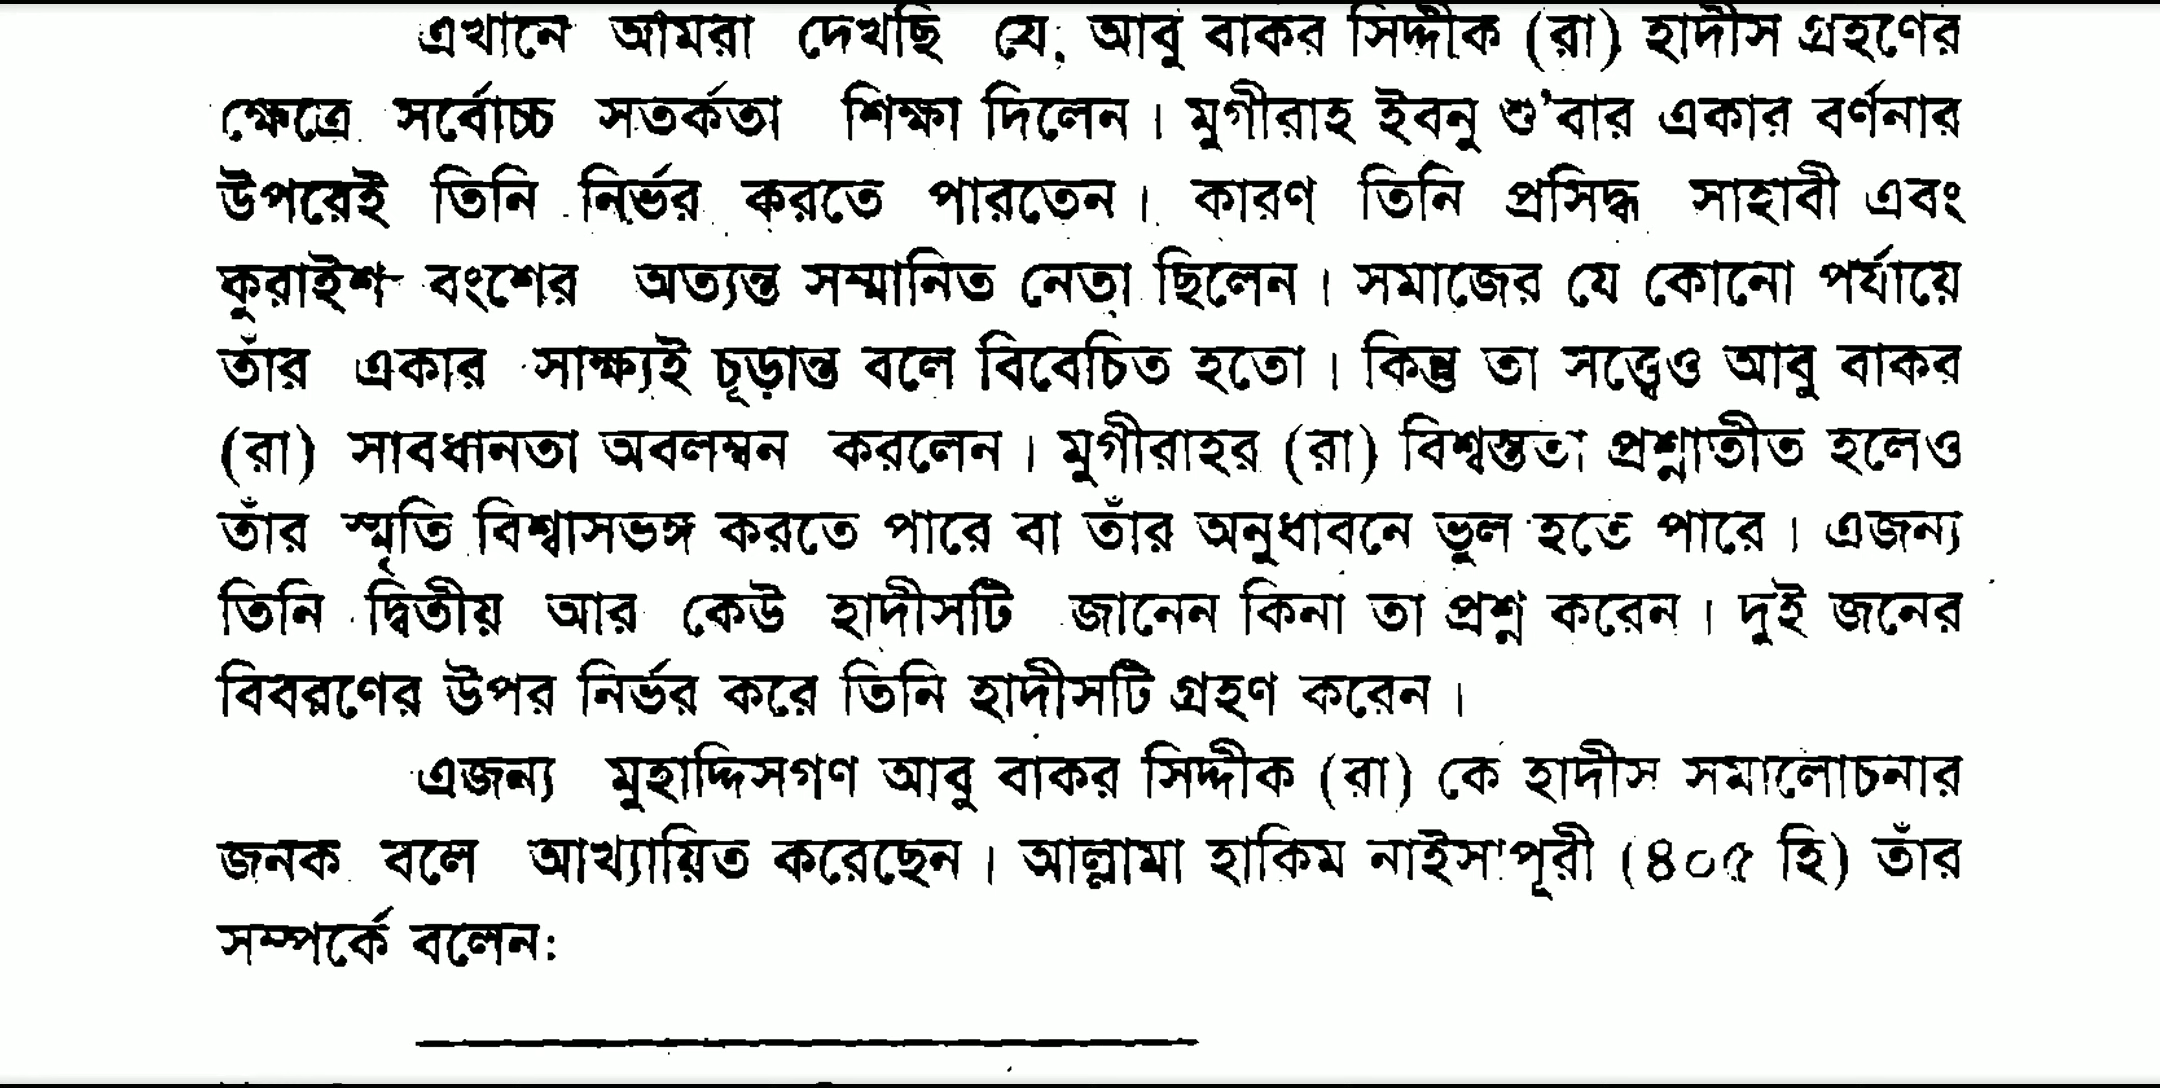 এখানে আমরা দেখছি যে, আবু বাকর সিদ্দীক (রা) হাদীস গ্রহণের
ক্ষেত্রে সর্বোচ্চ সতর্কতা শিক্ষা দিলেন। মুগীরাহ ইবনু শু'বার একার বর্ণনার
উপরেই তিনি নির্ভর করতে পারতেন। কারণ তিনি প্রসিদ্ধ সাহাবী এবং
কুরাইশ বংশের অত্যন্ত সম্মানিত নেতা ছিলেন। সমাজের যে কোনো পর্যায়ে
তাঁর একার সাক্ষ্যই চূড়ান্ত বলে বিবেচিত হতো। কিন্তু তা সত্ত্বেও আবু বাকর
(রা) সাবধানতা অবলম্বন করলেন। মুগীরাহর (রা) বিশ্বস্ততা প্রশ্নাতীত হলেও
তাঁর স্মৃতি বিশ্বাসভঙ্গ করতে পারে বা তাঁর অনুধাবনে ভুল হতে পারে। এজন্য
তিনি দ্বিতীয় আর কেউ হাদীসটি জানেন কিনা তা প্রশ্ন করেন। দুই জনের
বিবরণের উপর নির্ভর করে তিনি হাদীসটি গ্রহণ করেন।
এজন্য মুহাদ্দিসগণ আবু বাকর সিদ্দীক (রা) কে হাদীস সমালোচনার
জনক বলে আখ্যায়িত করেছেন। আল্লামা হাকিম নাইসাপূরী (৪০৫ হি) তাঁর
সম্পর্কে বলেন: